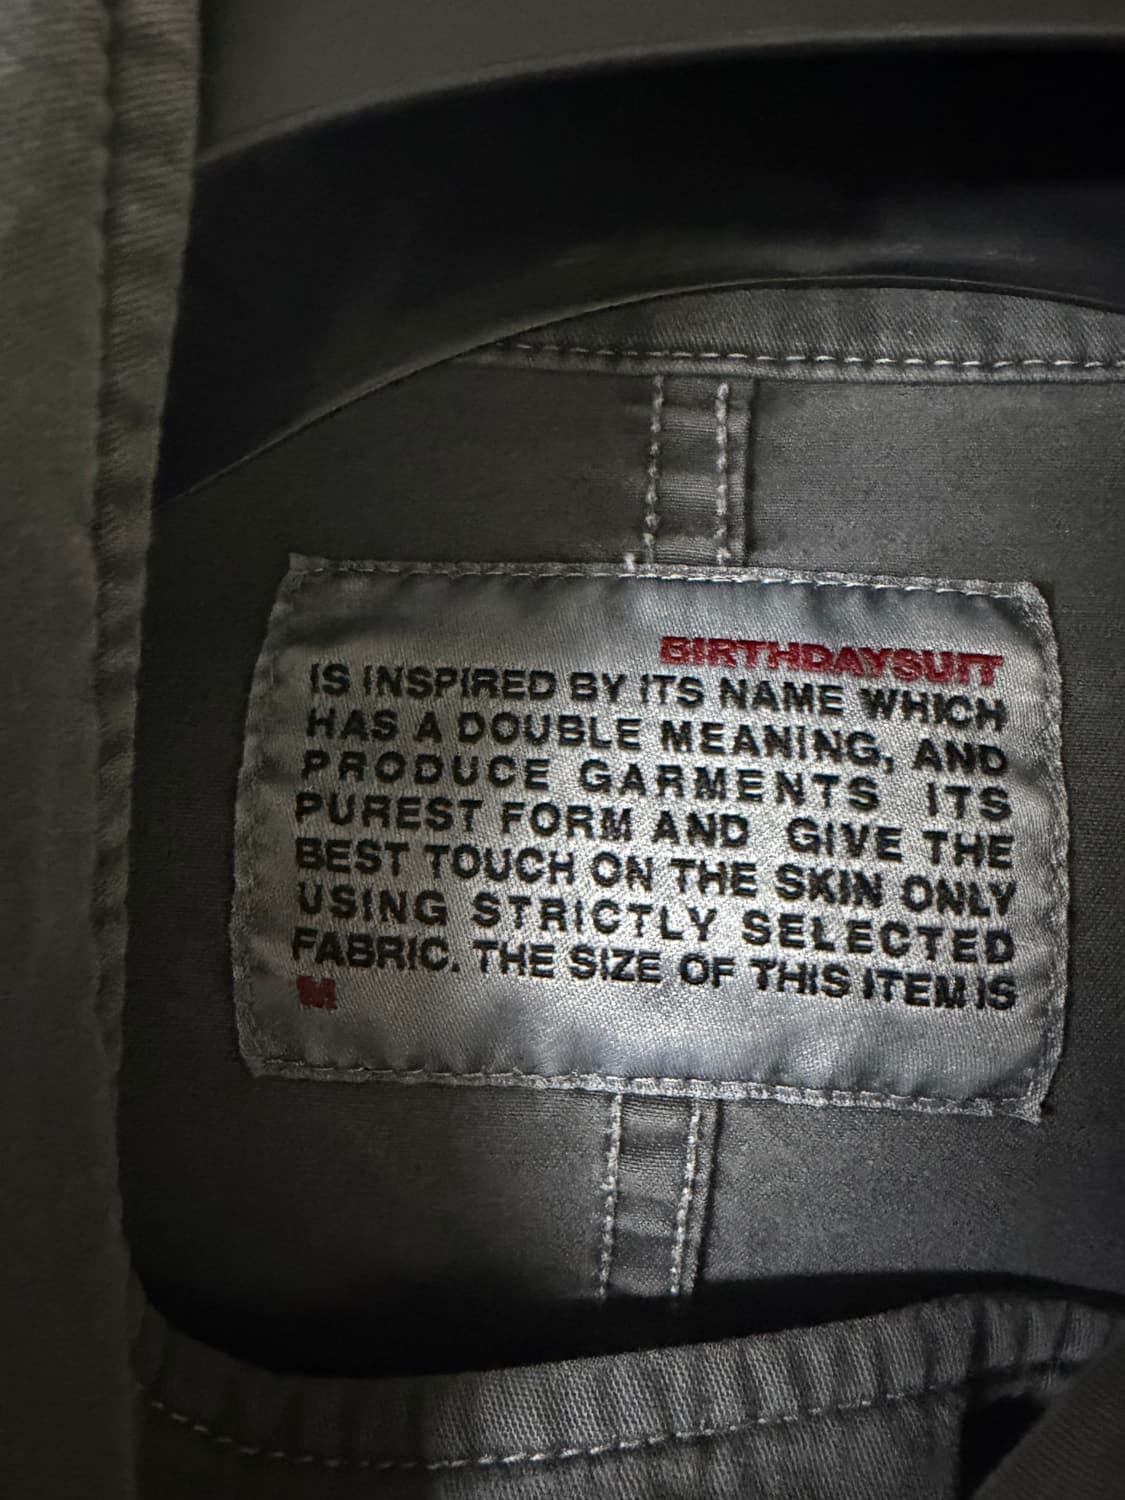 BIRTHDAYSUIT
IS INSPIRED BY ITS NAME WHICH
HAS A DOUBLE MEANING, AND
PRODUCE GARMENTS ITS
PUREST FORM AND GIVE THE
BEST TOUCH ON THE SKIN ONLY
USING STRICTLY SELECTED
FABRIC. THE SIZE OF THIS ITEM IS
M